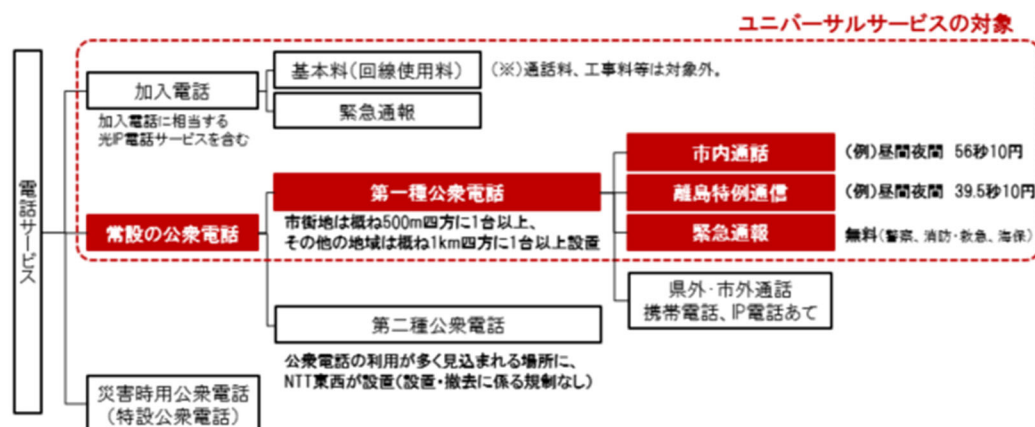 ユニバーサルサービスの対象
電話サービス
加入電話
加入電話に相当する
光IP電話サービスを含む
基本料(回線使用料)
(※)通話料、工事料等は対象外。
緊急通報
常設の公衆電話
第一種公衆電話
市街地は概ね500m四方に1台以上、
その他の地域は概ね1km四方に1台以上設置
市内通話
(例)昼間夜間 56秒10円
離島特例通信
(例)昼間夜間 39.5秒10円
緊急通報
無料(警察、消防・救急、海保)
県外・市外通話
携帯電話、IP電話あて
第二種公衆電話
公衆電話の利用が多く見込まれる場所に、
NTT東西が設置(設置・撤去に係る規制なし)
災害時用公衆電話
(特設公衆電話)